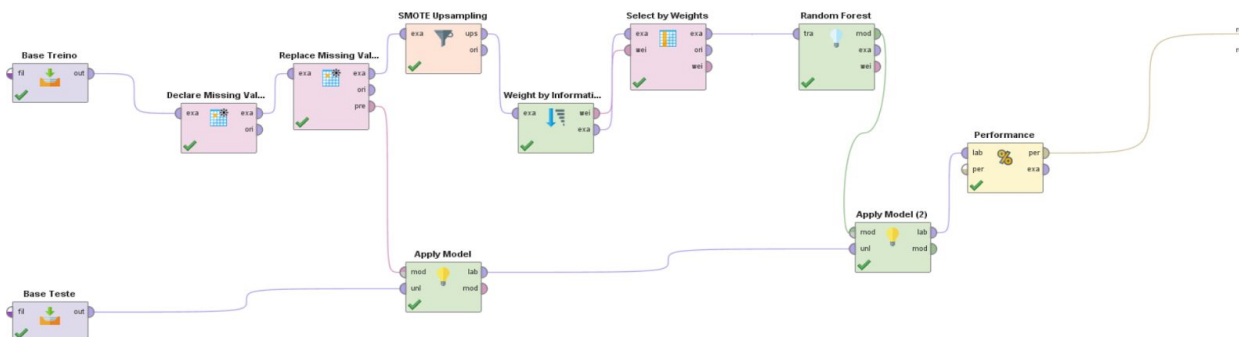 Base Treino
fil
out
Declare Missing Val...
exa
exa
ori
Replace Missing Val...
exa
exa
ori
pre
SMOTE Upsampling
exa
ups
ori
Weight by Informati...
exa
wei
exa
Select by Weights
exa
exa
wei
ori
wei
Random Forest
tra
mod
exa
wei
Base Teste
fil
out
Apply Model
mod
lab
unl
mod
Apply Model (2)
mod
lab
unl
mod
Performance
lab
%
per
per
exa